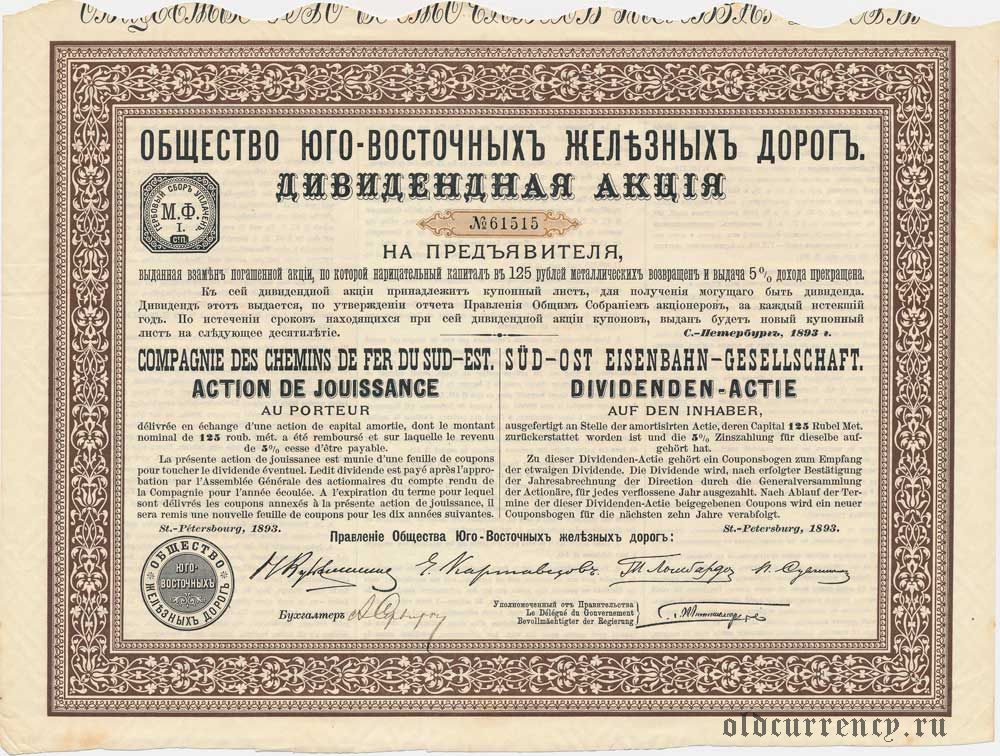 ОБЩЕСТВО ЮГО-ВОСТОЧНЫХЪ ЖЕЛѢЗНЫХЪ ДОРОГЪ.
ДИВИДЕНДНАЯ АКЦІЯ
ГЕРБОВЫЙ СБОРЪ УПЛАЧЕНЪ
М.Ф.
I.
СТП.
№ 61515
НА ПРЕДЪЯВИТЕЛЯ,
выданная взамѣнъ погашенной акціи, по которой нарицательный капиталъ въ 125 рублей металлическихъ возвращенъ и выдача 5% дохода прекращена.
Къ сей дивидендной акціи принадлежитъ купонный листъ, для полученія могущаго быть дивиденда.
Дивидендъ этотъ выдается, по утвержденіи отчета Правленія Общимъ Собраніемъ акціонеровъ, за каждый истекшій
годъ. По истеченіи сроковъ находящихся при сей дивидендной акціи купоновъ, выданъ будетъ новый купонный
листъ на слѣдующее десятилѣтіе.
С.-Петербургъ, 1893 г.
COMPAGNIE DES CHEMINS DE FER DU SUD-EST.
ACTION DE JOUISSANCE
AU PORTEUR
délivrée en échange d'une action de capital amortie, dont le montant
nominal de 125 roub. mét. a été remboursé et sur laquelle le revenu
de 5% cesse d'être payable.
La présente action de jouissance est munie d'une feuille de coupons
pour toucher le dividende éventuel. Ledit dividende est payé après l'appro-
bation par l'Assemblée Générale des actionnaires du compte rendu de
la Compagnie pour l'année écoulée. A l'expiration du terme pour lequel
sont délivrés les coupons annexés à la présente action de jouissance, il
sera remis une nouvelle feuille de coupons pour les dix années suivantes.
St.-Pétersbourg, 1893.
SÜD-OST EISENBAHN-GESELLSCHAFT.
DIVIDENDEN-ACTIE
AUF DEN INHABER,
ausgefertigt an Stelle der amortisirten Actie, deren Capital 125 Rubel Met.
zurückerstattet worden ist und die 5% Zinszahlung für dieselbe auf-
gehört hat.
Zu dieser Dividenden-Actie gehört ein Couponsbogen zum Empfang
der etwaigen Dividende. Die Dividende wird, nach erfolgter Bestätigung
der Jahresabrechnung der Direction durch die Generalversammlung
der Actionäre, für jedes verflossene Jahr ausgezahlt. Nach Ablauf der Ter-
mine der dieser Dividenden-Actie beigegebenen Coupons wird ein neuer
Couponsbogen für die nächsten zehn Jahre verabfolgt.
St.-Petersburg, 1893.
Правленіе Общества Юго-Восточныхъ желѣзныхъ дорогъ:
ОБЩЕСТВО
ЮГО-
ВОСТОЧНЫХЪ
ЖЕЛѢЗНЫХЪ ДОРОГЪ
Е. Картавцовъ
Бухгалтеръ
Уполномоченный отъ Правительства
Le Délégué du Gouvernement
Bevollmächtigter der Regierung
oldcurrency.ru